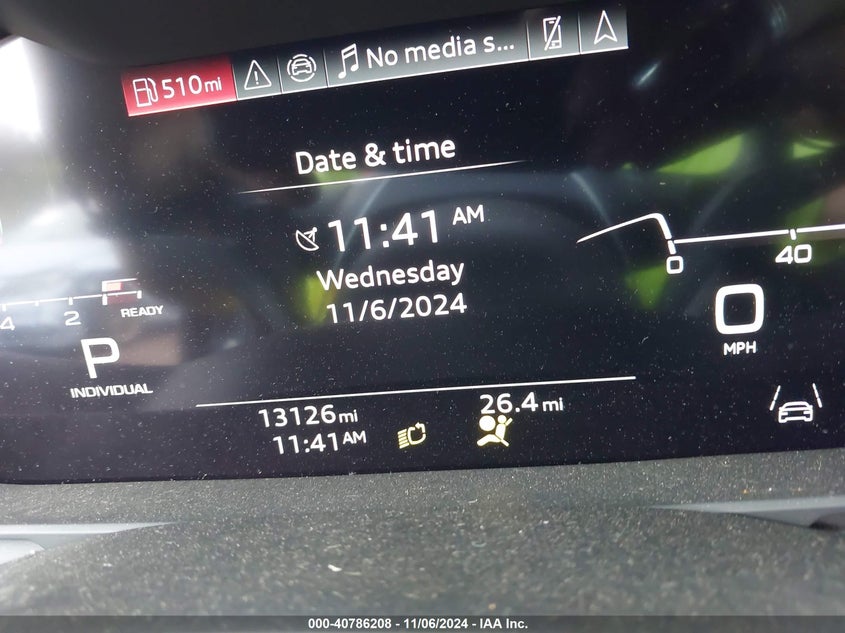 510mi
No media s...
Date & time
11:41 AM
Wednesday
11/6/2024
0 40
4 2 READY
P
INDIVIDUAL
0
MPH
13126mi 26.4mi
11:41AM
000-40786208 - 11/06/2024 - IAA Inc.